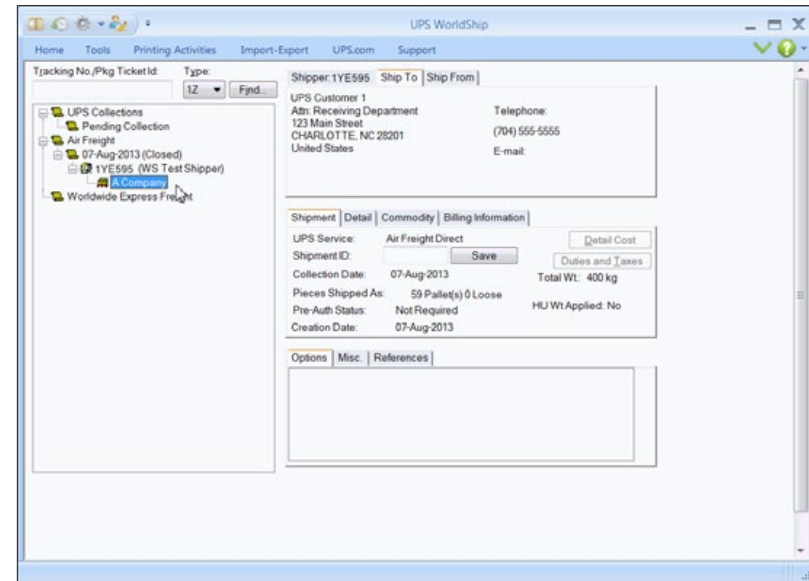 UPS WorldShip
Home Tools Printing Activities Import-Export UPS.com Support
Tracking No./Pkg Ticket Id: Type:
1Z Find...
UPS Collections
Pending Collection
Air Freight
07-Aug-2013 (Closed)
1YE595 (WS Test Shipper)
A Company
Worldwide Express Freight
Shipper: 1YE595 Ship To Ship From
UPS Customer 1
Attn: Receiving Department
123 Main Street
CHARLOTTE, NC 28201
United States
Telephone:
(704) 555-5555
E-mail:
Shipment Detail Commodity Billing Information
UPS Service: Air Freight Direct Detail Cost
Shipment ID: Save Duties and Taxes
Collection Date: 07-Aug-2013 Total Wt.: 400 kg
Pieces Shipped As: 59 Pallet(s) 0 Loose
Pre-Auth Status: Not Required HU Wt Applied: No
Creation Date: 07-Aug-2013
Options Misc. References